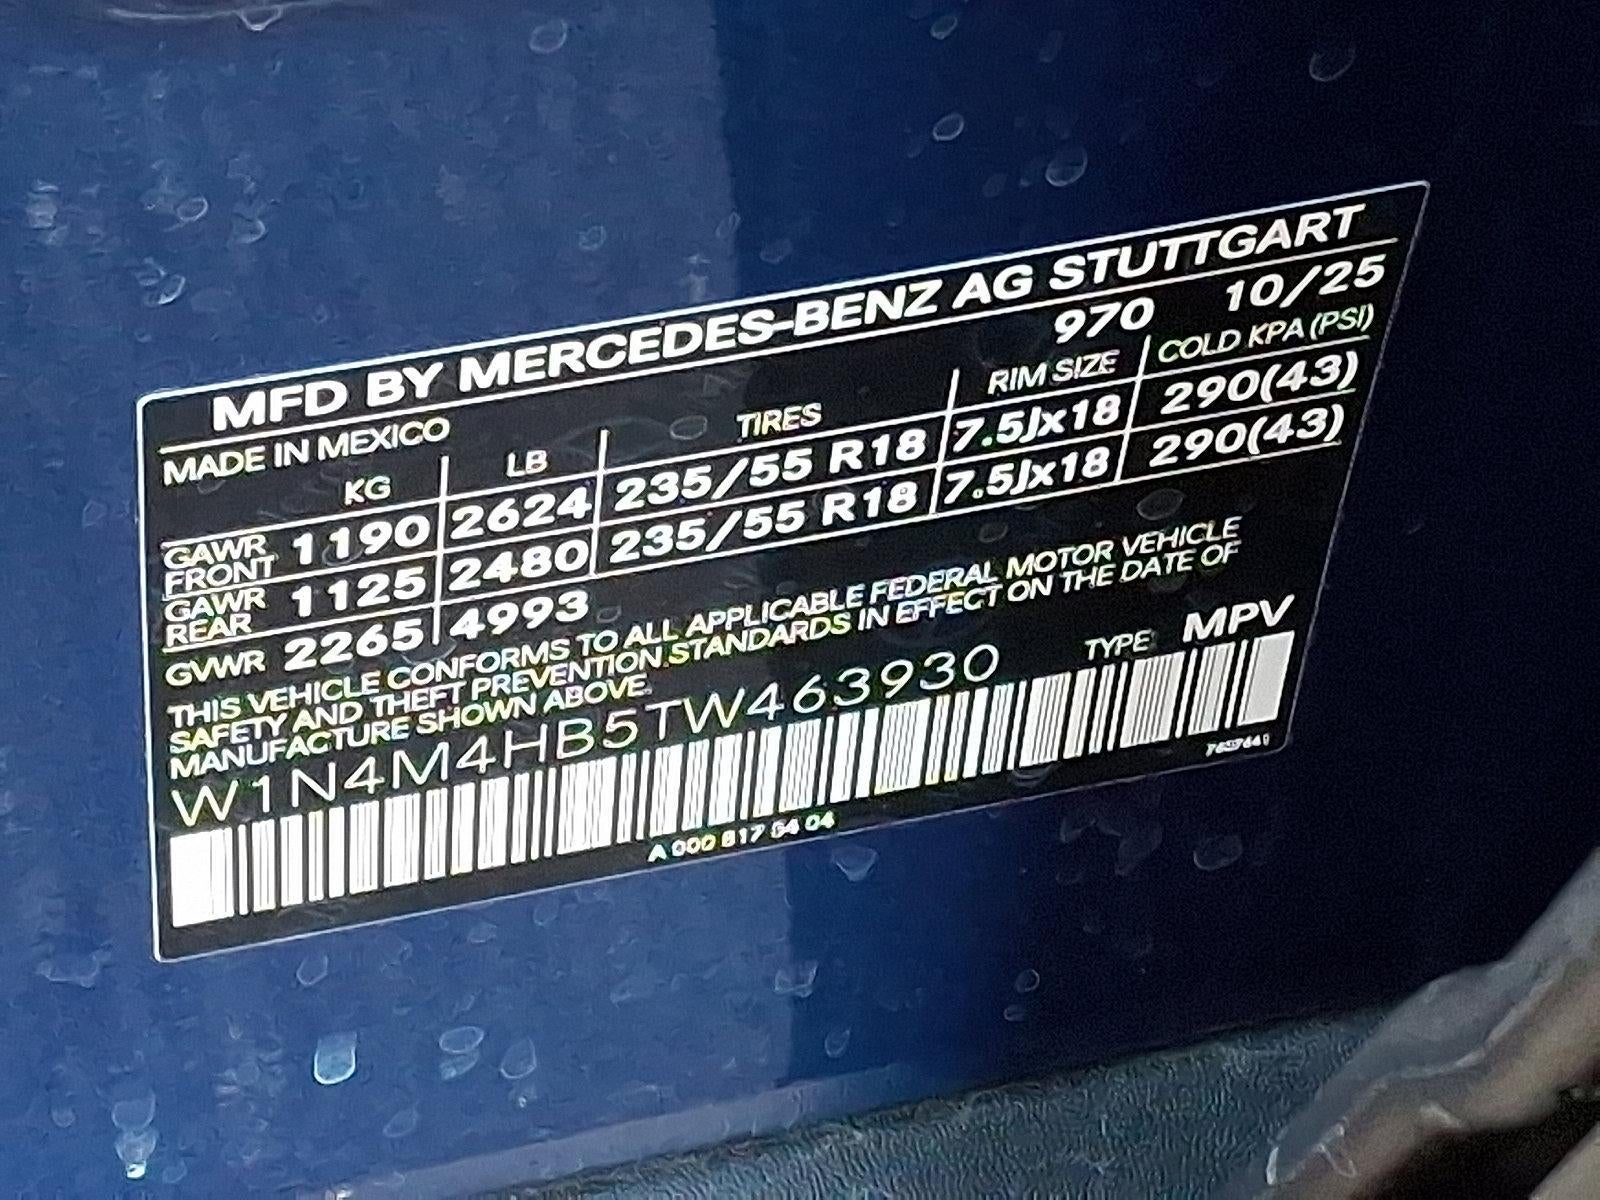 MFD BY MERCEDES-BENZ AG STUTTGART
MADE IN MEXICO 970 10/25
KG LB TIRES RIM SIZE COLD KPA (PSI)
GAWR FRONT 1190 2624 235/55 R18 7.5Jx18 290(43)
GAWR REAR 1125 2480 235/55 R18 7.5Jx18 290(43)
GVWR 2265 4993
THIS VEHICLE CONFORMS TO ALL APPLICABLE FEDERAL MOTOR VEHICLE
SAFETY AND THEFT PREVENTION STANDARDS IN EFFECT ON THE DATE OF
MANUFACTURE SHOWN ABOVE.
W1N4M4HB5TW463930 TYPE MPV
A 000 817 04